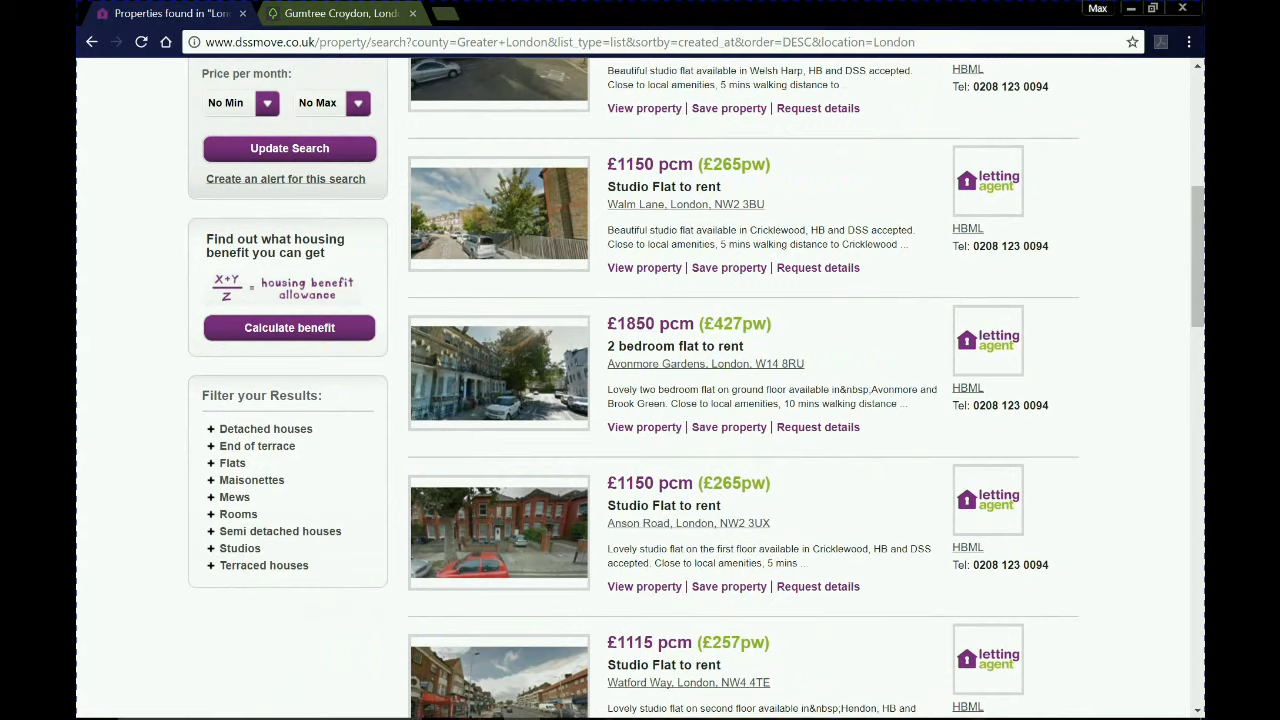 Properties found in "Lon
Gumtree Croydon, Lond
Max
www.dssmove.co.uk/property/search?county=Greater+London&list_type=list&sortby=created_at&order=DESC&location=London
Price per month:
No Min
No Max
Update Search
Create an alert for this search
Find out what housing
benefit you can get
X+Y
Z
= housing benefit
allowance
Calculate benefit
Filter your Results:
+ Detached houses
+ End of terrace
+ Flats
+ Maisonettes
+ Mews
+ Rooms
+ Semi detached houses
+ Studios
+ Terraced houses
Beautiful studio flat available in Welsh Harp, HB and DSS accepted.
Close to local amenities, 5 mins walking distance to ...
View property | Save property | Request details
HBML
Tel: 0208 123 0094
£1150 pcm (£265pw)
Studio Flat to rent
Walm Lane, London, NW2 3BU
Beautiful studio flat available in Cricklewood, HB and DSS accepted.
Close to local amenities, 5 mins walking distance to Cricklewood ...
View property | Save property | Request details
letting
agent
HBML
Tel: 0208 123 0094
£1850 pcm (£427pw)
2 bedroom flat to rent
Avonmore Gardens, London, W14 8RU
Lovely two bedroom flat on ground floor available in&nbsp;Avonmore and
Brook Green. Close to local amenities, 10 mins walking distance ...
View property | Save property | Request details
letting
agent
HBML
Tel: 0208 123 0094
£1150 pcm (£265pw)
Studio Flat to rent
Anson Road, London, NW2 3UX
Lovely studio flat on the first floor available in Cricklewood, HB and DSS
accepted. Close to local amenities, 5 mins ...
View property | Save property | Request details
letting
agent
HBML
Tel: 0208 123 0094
£1115 pcm (£257pw)
Studio Flat to rent
Watford Way, London, NW4 4TE
Lovely studio flat on second floor available in&nbsp;Hendon, HB and
letting
agent
HBML